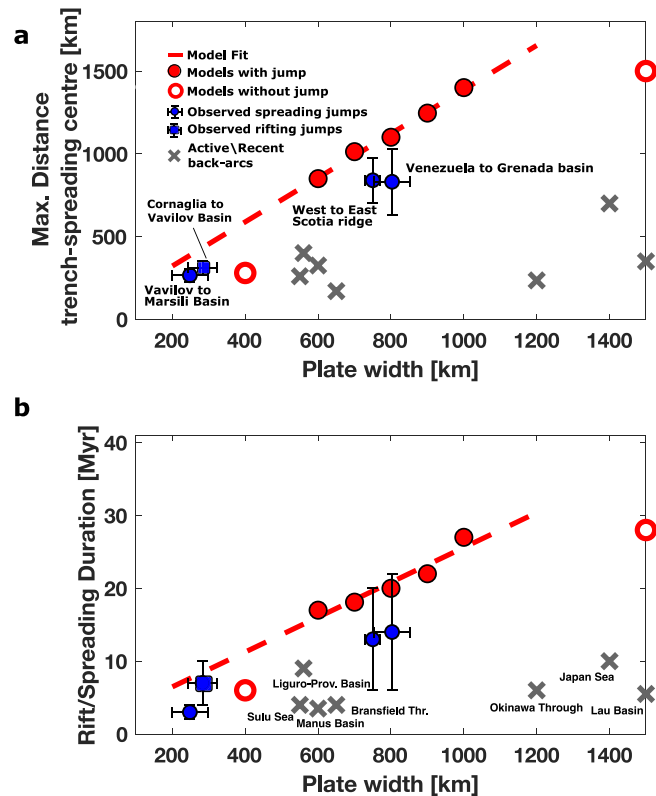 a
Model Fit
Models with jump
Models without jump
Observed spreading jumps
Observed rifting jumps
Active\Recent
back-arcs
Cornaglia to
Vavilov Basin
Venezuela to Grenada basin
West to East
Scotia ridge
Vavilov to
Marsili Basin
Max. Distance
trench-spreading centre [km]
1500
1000
500
0
200 400 600 800 1000 1200 1400
Plate width [km]
b
Rift/Spreading Duration [Myr]
40
30
20
10
0
Liguro-Prov. Basin
Sulu Sea
Manus Basin
Bransfield Thr.
Japan Sea
Okinawa Through
Lau Basin
200 400 600 800 1000 1200 1400
Plate width [km]